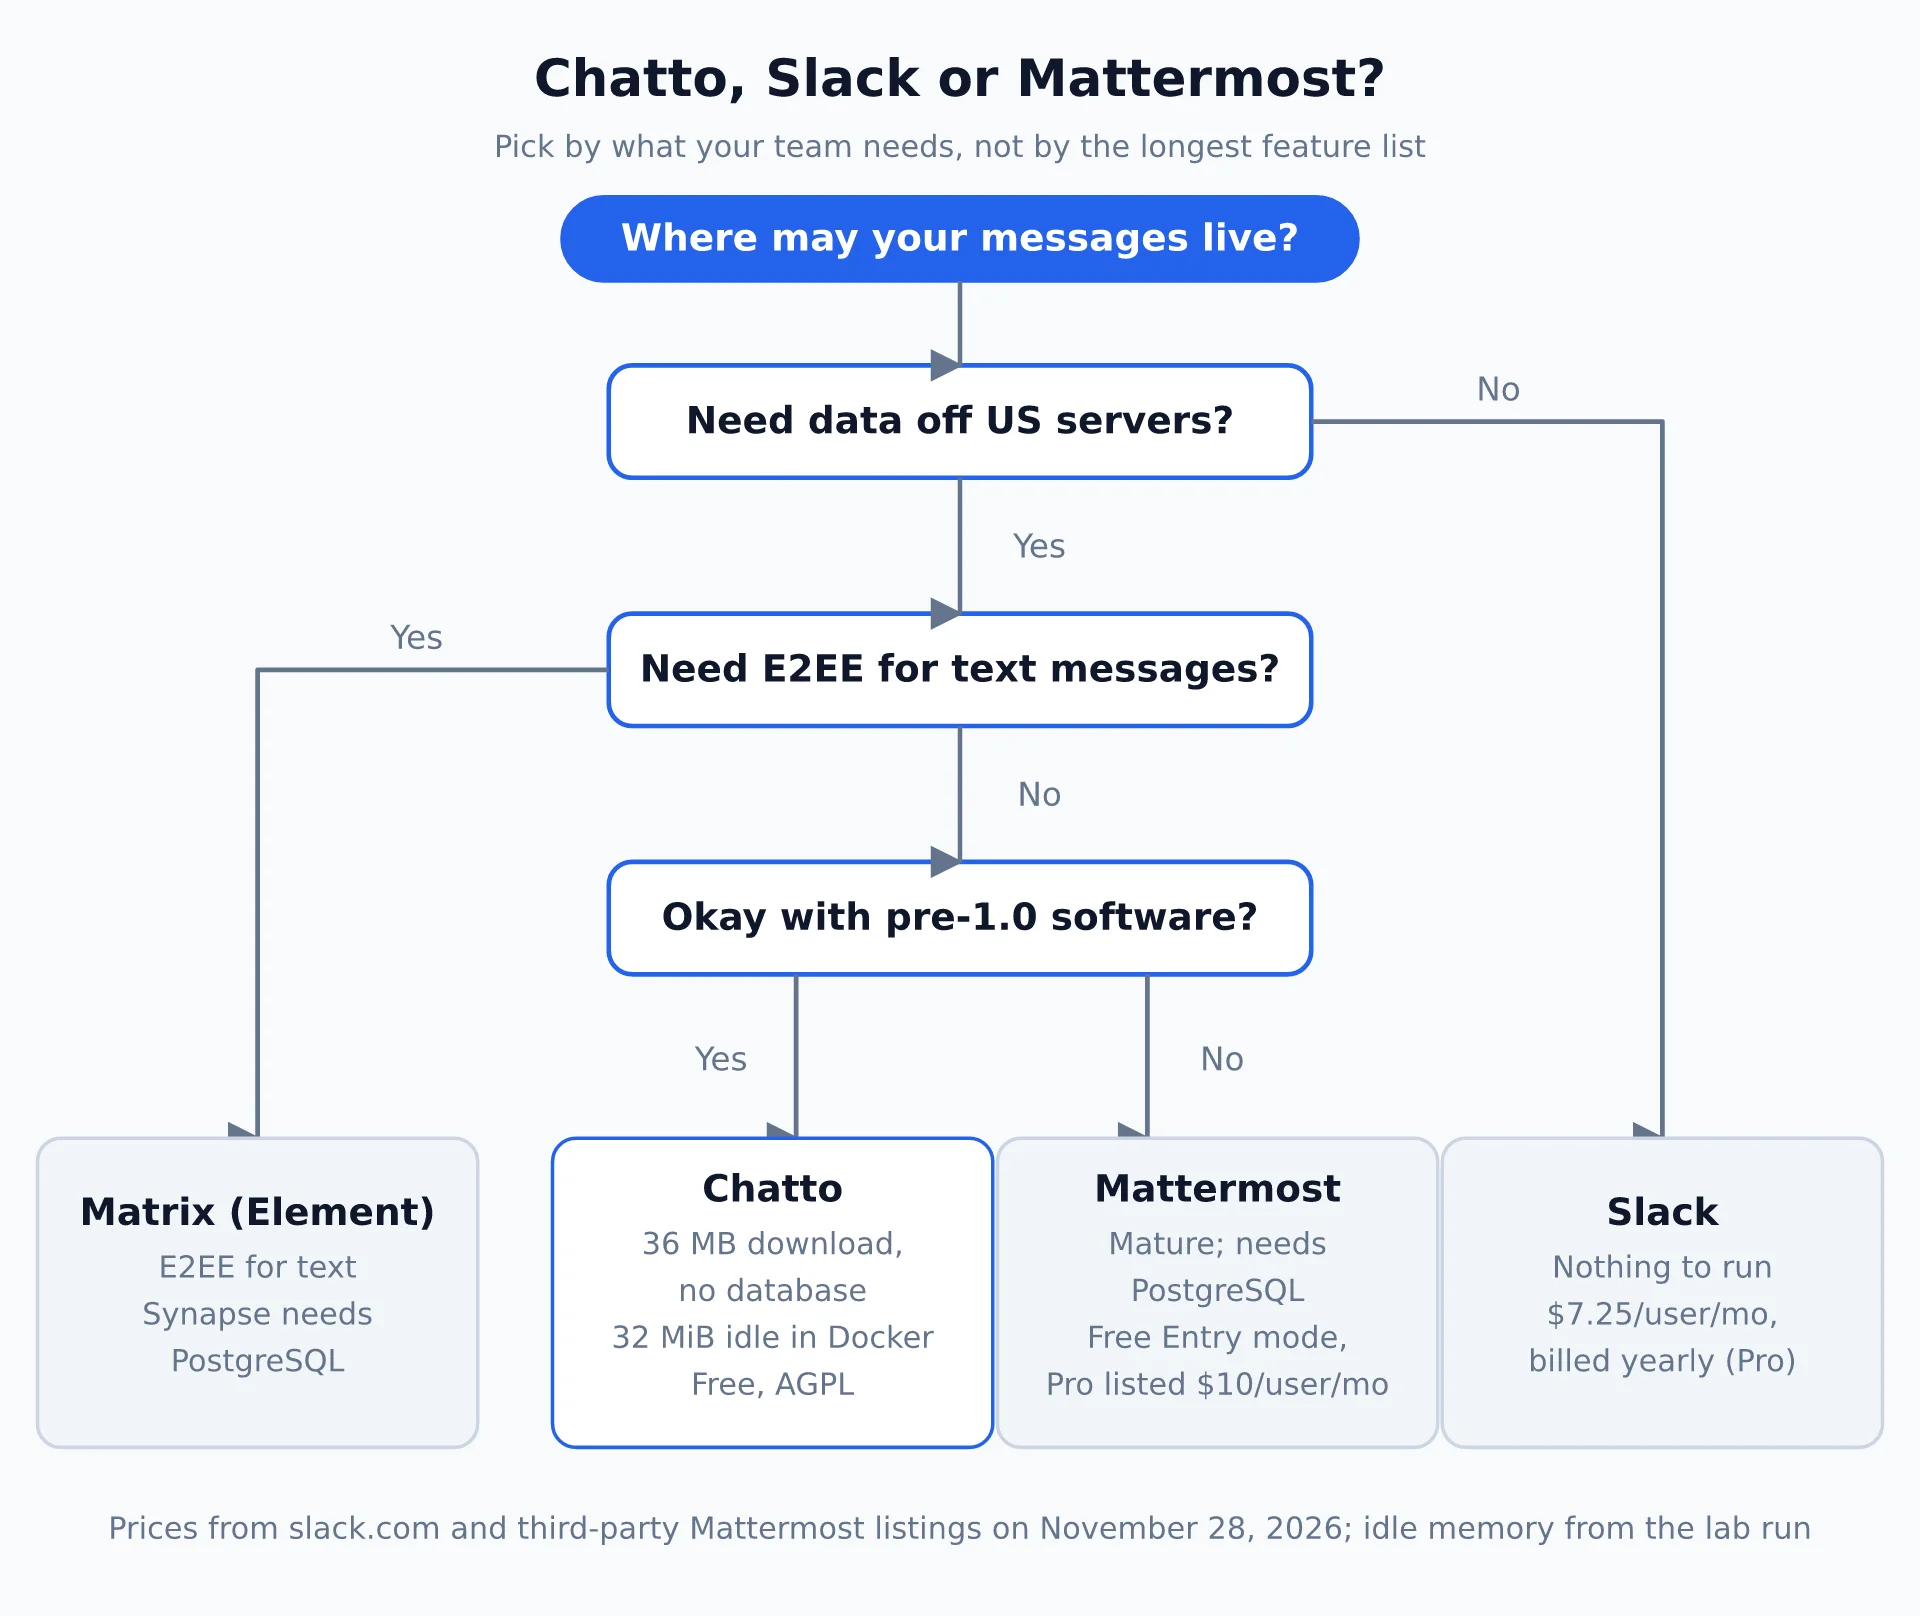 Chatto, Slack or Mattermost?
Pick by what your team needs, not by the longest feature list
Where may your messages live?
Need data off US servers?
No
Yes
Need E2EE for text messages?
Yes
No
Okay with pre-1.0 software?
Yes
No
Matrix (Element)
E2EE for text
Synapse needs
PostgreSQL
Chatto
36 MB download,
no database
32 MiB idle in Docker
Free, AGPL
Mattermost
Mature; needs
PostgreSQL
Free Entry mode,
Pro listed $10/user/mo
Slack
Nothing to run
$7.25/user/mo,
billed yearly (Pro)
Prices from slack.com and third-party Mattermost listings on November 28, 2026; idle memory from the lab run